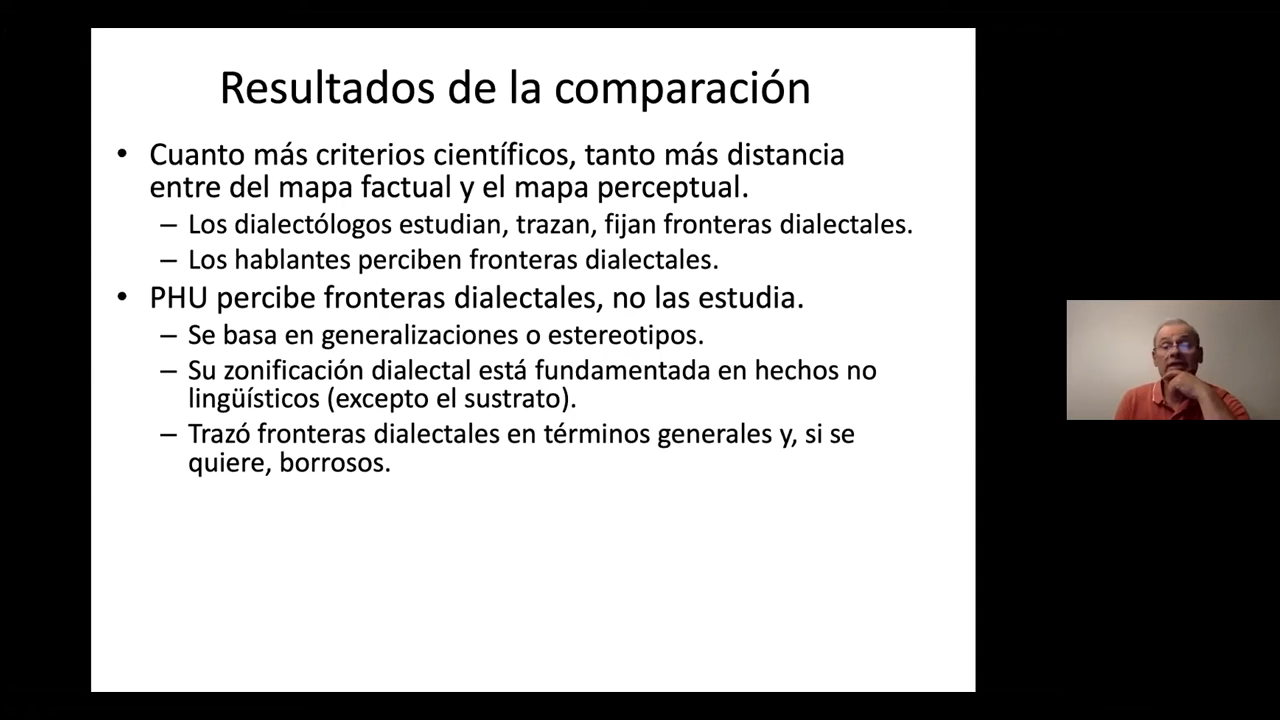 Resultados de la comparación
• Cuanto más criterios científicos, tanto más distancia
entre del mapa factual y el mapa perceptual.
– Los dialectólogos estudian, trazan, fijan fronteras dialectales.
– Los hablantes perciben fronteras dialectales.
• PHU percibe fronteras dialectales, no las estudia.
– Se basa en generalizaciones o estereotipos.
– Su zonificación dialectal está fundamentada en hechos no
lingüísticos (excepto el sustrato).
– Trazó fronteras dialectales en términos generales y, si se
quiere, borrosos.